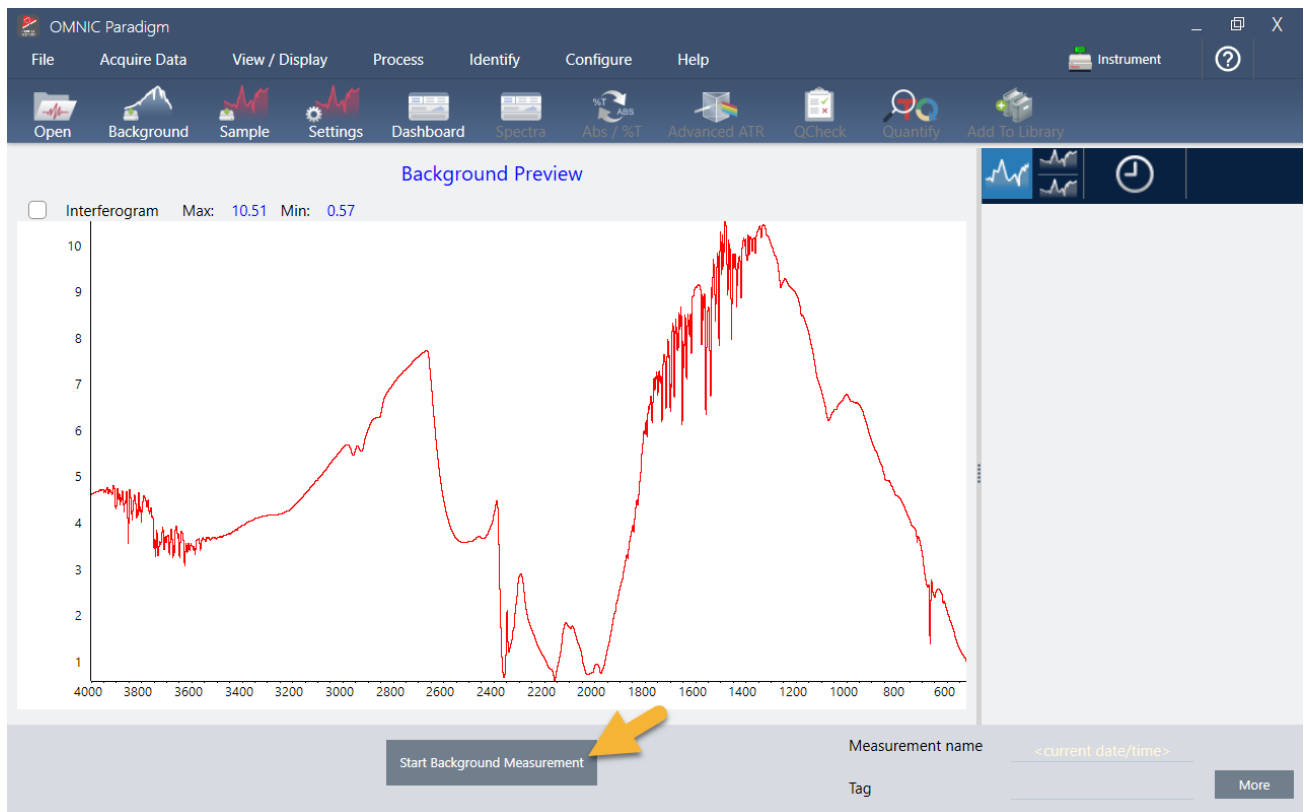 OMNIC Paradigm
_ X
File Acquire Data View / Display Process Identify Configure Help Instrument ?
%T ABS
Open Background Sample Settings Dashboard Spectra Abs / %T Advanced ATR QCheck Quantify Add To Library
Background Preview
Interferogram Max: 10.51 Min: 0.57
10
9
8
7
6
5
4
3
2
1
4000 3800 3600 3400 3200 3000 2800 2600 2400 2200 2000 1800 1600 1400 1200 1000 800 600
Start Background Measurement
Measurement name <current date/time>
Tag
More